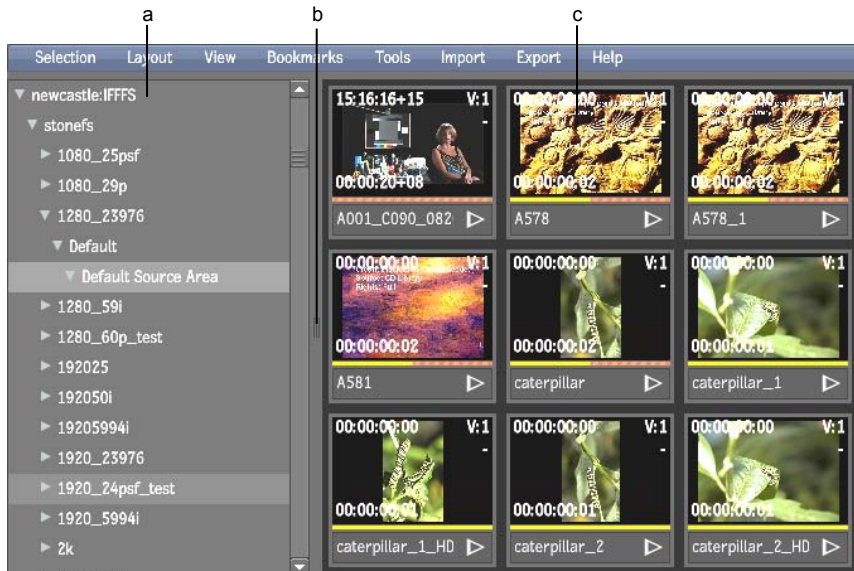 a b c
Selection Layout View Bookmarks Tools Import Export Help
newcastle:IFFFS
stonefs
1080_25psf
1080_29p
1280_23976
Default
Default Source Area
1280_59i
1280_60p_test
192025
192050i
19205994i
1920_23976
1920_24psf_test
1920_5994i
2k
15:16:16+15 V:1
-
00:00:20+08
A001_C090_082
00:00:00:00 V:1
-
00:00:00:02
A578
00:00:00:00 V:1
-
00:00:00:02
A578_1
00:00:00:00 V:1
-
Source: CD Library
Rights: Full
00:00:00:02
A581
00:00:00:00 V:1
-
00:00:00:02
caterpillar
00:00:00:00 V:1
-
00:00:00:01
caterpillar_1
00:00:00:00 V:1
-
00:00:00:01
caterpillar_1_HD
00:00:00:00 V:1
-
00:00:00:01
caterpillar_2
00:00:00:00 V:1
-
00:00:00:01
caterpillar_2_HD